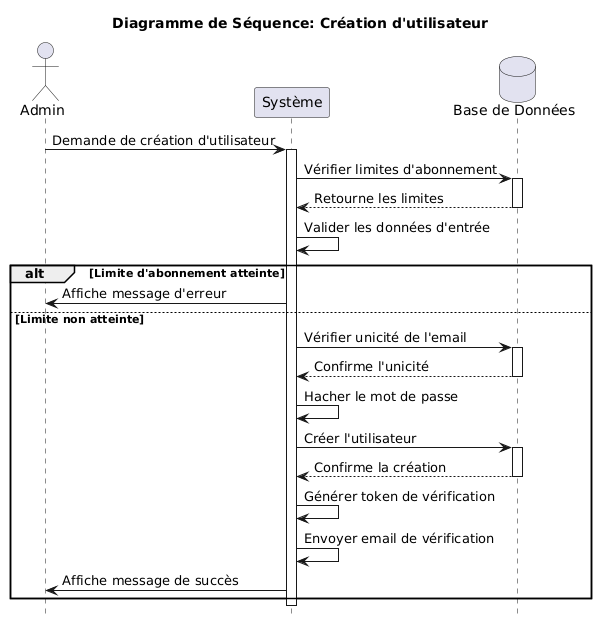 Diagramme de Séquence: Création d'utilisateur
Admin
Système
Base de Données
Demande de création d'utilisateur
Vérifier limites d'abonnement
Retourne les limites
Valider les données d'entrée
alt [Limite d'abonnement atteinte]
Affiche message d'erreur
[Limite non atteinte]
Vérifier unicité de l'email
Confirme l'unicité
Hacher le mot de passe
Créer l'utilisateur
Confirme la création
Générer token de vérification
Envoyer email de vérification
Affiche message de succès